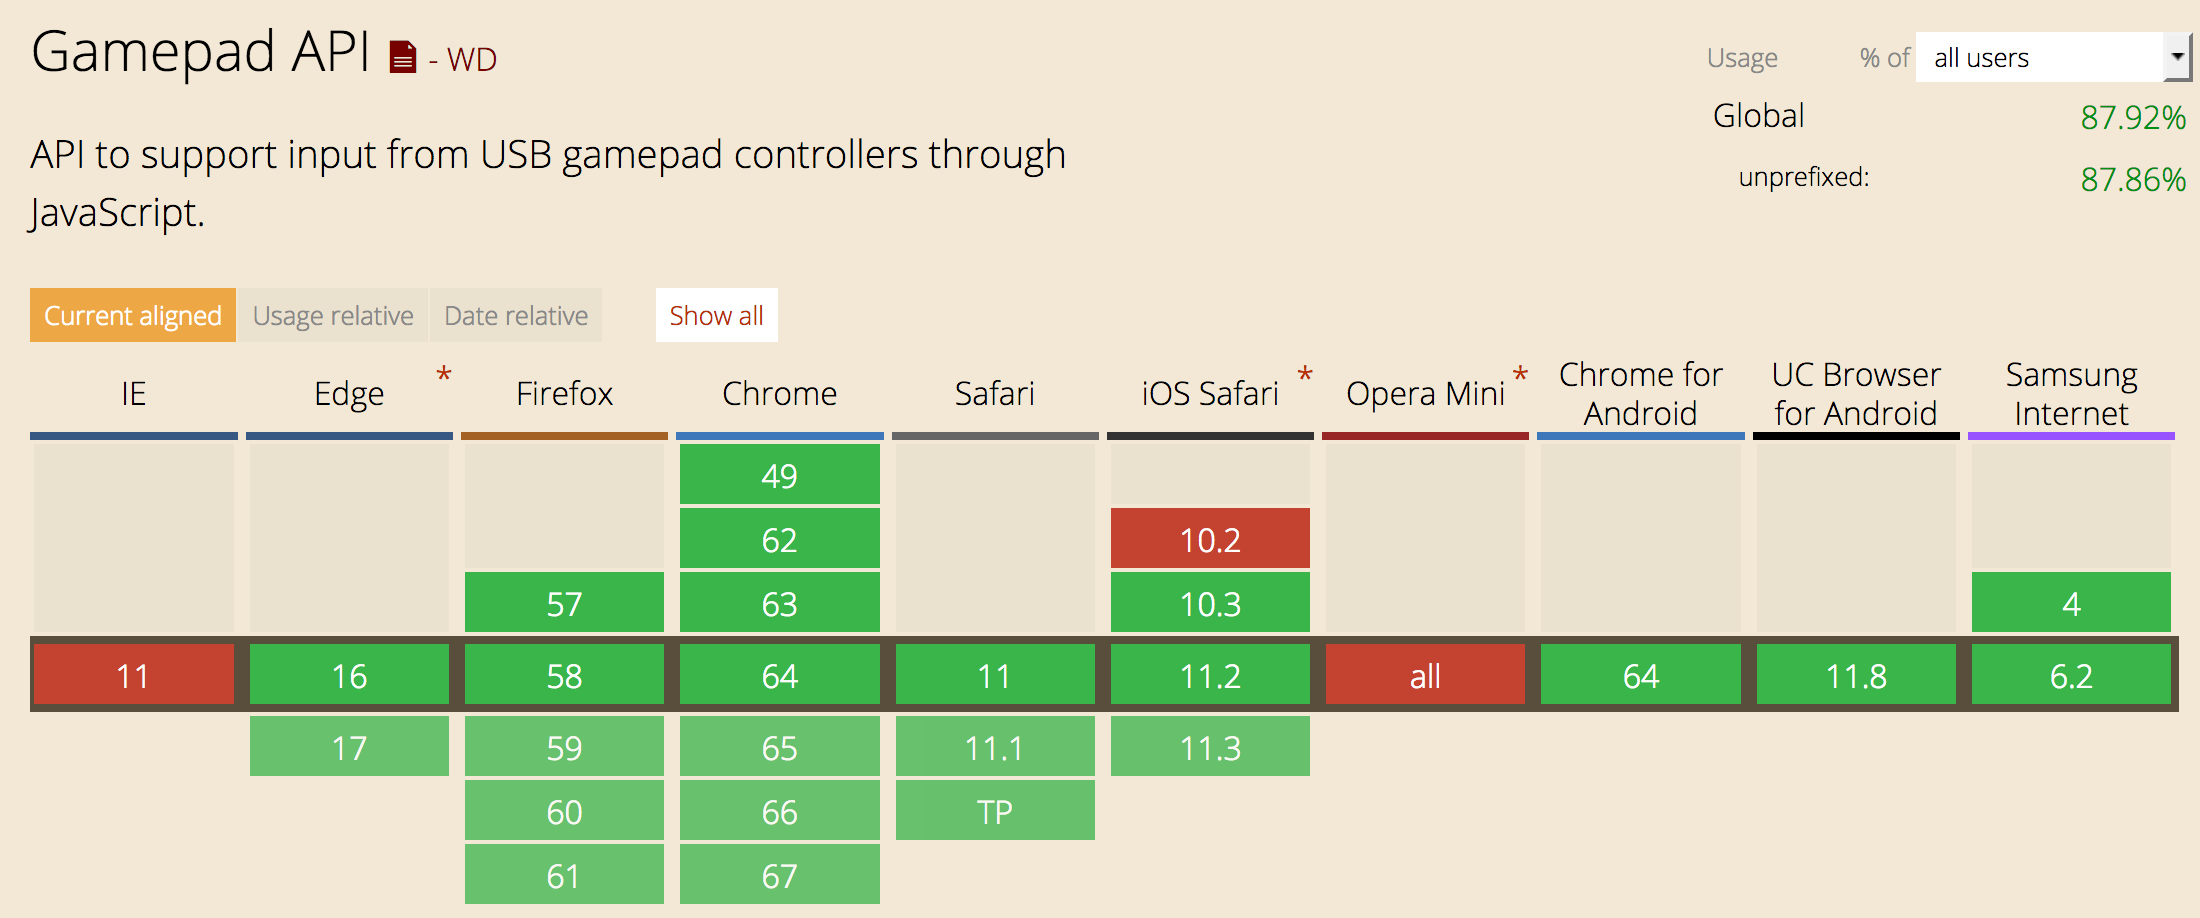 Gamepad API - WD
Usage % of all users
Global 87.92%
unprefixed: 87.86%
API to support input from USB gamepad controllers through
JavaScript.
Current aligned Usage relative Date relative Show all
IE Edge * Firefox Chrome Safari iOS Safari * Opera Mini * Chrome for Android UC Browser for Android Samsung Internet
49
62 10.2
57 63 10.3 4
11 16 58 64 11 11.2 all 64 11.8 6.2
17 59 65 11.1 11.3
60 66 TP
61 67